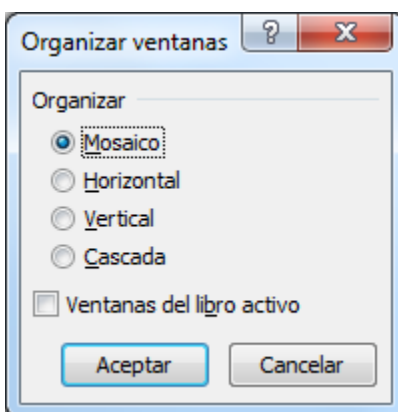 Organizar ventanas
Organizar
Mosaico
Horizontal
Vertical
Cascada
Ventanas del libro activo
Aceptar Cancelar